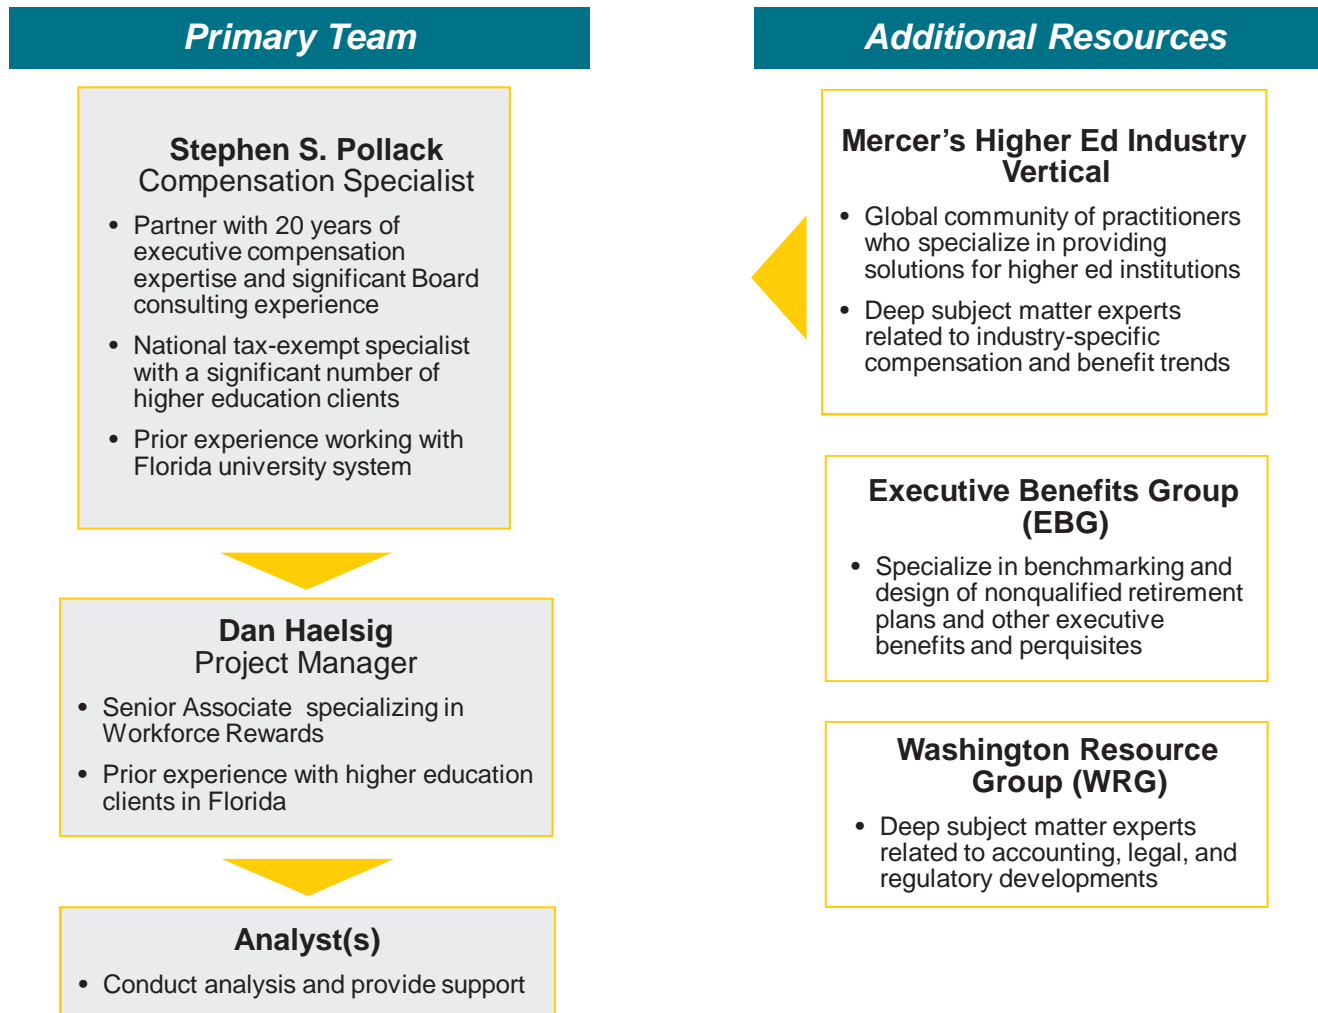 Primary Team
Stephen S. Pollack
Compensation Specialist
• Partner with 20 years of
executive compensation
expertise and significant Board
consulting experience
• National tax-exempt specialist
with a significant number of
higher education clients
• Prior experience working with
Florida university system
Dan Haelsig
Project Manager
• Senior Associate specializing in
Workforce Rewards
• Prior experience with higher education
clients in Florida
Analyst(s)
• Conduct analysis and provide support
Additional Resources
Mercer’s Higher Ed Industry
Vertical
• Global community of practitioners
who specialize in providing
solutions for higher ed institutions
• Deep subject matter experts
related to industry-specific
compensation and benefit trends
Executive Benefits Group
(EBG)
• Specialize in benchmarking and
design of nonqualified retirement
plans and other executive
benefits and perquisites
Washington Resource
Group (WRG)
• Deep subject matter experts
related to accounting, legal, and
regulatory developments